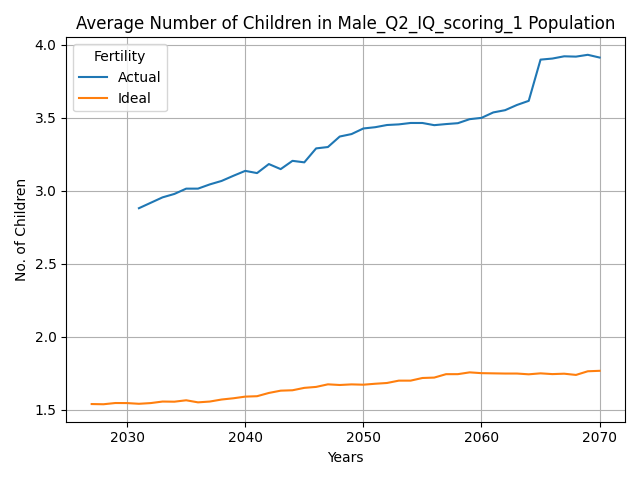 Average Number of Children in Male_Q2_IQ_scoring_1 Population
Fertility
Actual
Ideal
No. of Children
4.0
3.5
3.0
2.5
2.0
1.5
2030 2040 2050 2060 2070
Years